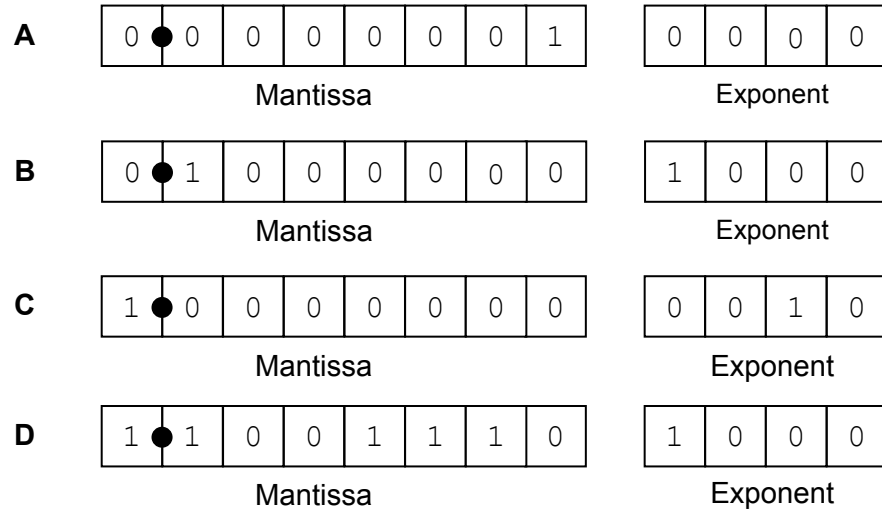 A 0 0 0 0 0 0 0 1 0 0 0 0
Mantissa Exponent
B 0 1 0 0 0 0 0 0 1 0 0 0
Mantissa Exponent
C 1 0 0 0 0 0 0 0 0 0 1 0
Mantissa Exponent
D 1 1 0 0 1 1 1 0 1 0 0 0
Mantissa Exponent